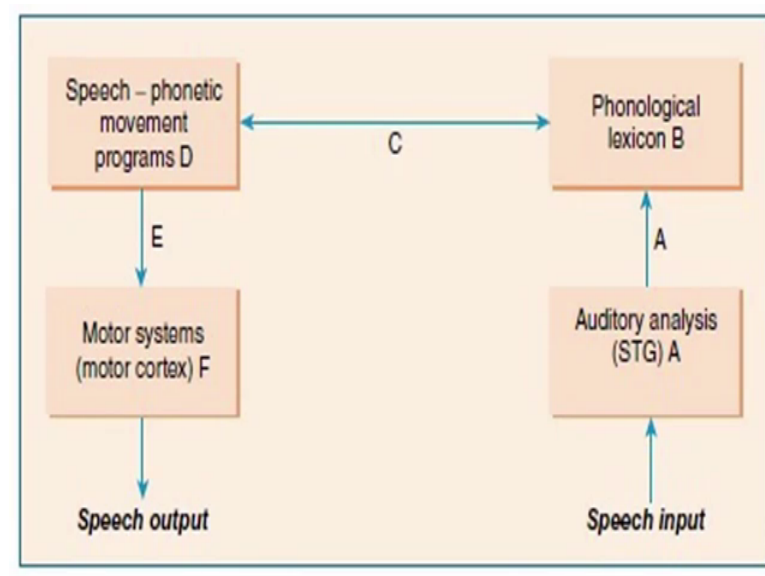 Speech – phonetic
movement
programs D
C
Phonological
lexicon B
E
A
Motor systems
(motor cortex) F
Auditory analysis
(STG) A
Speech output
Speech input